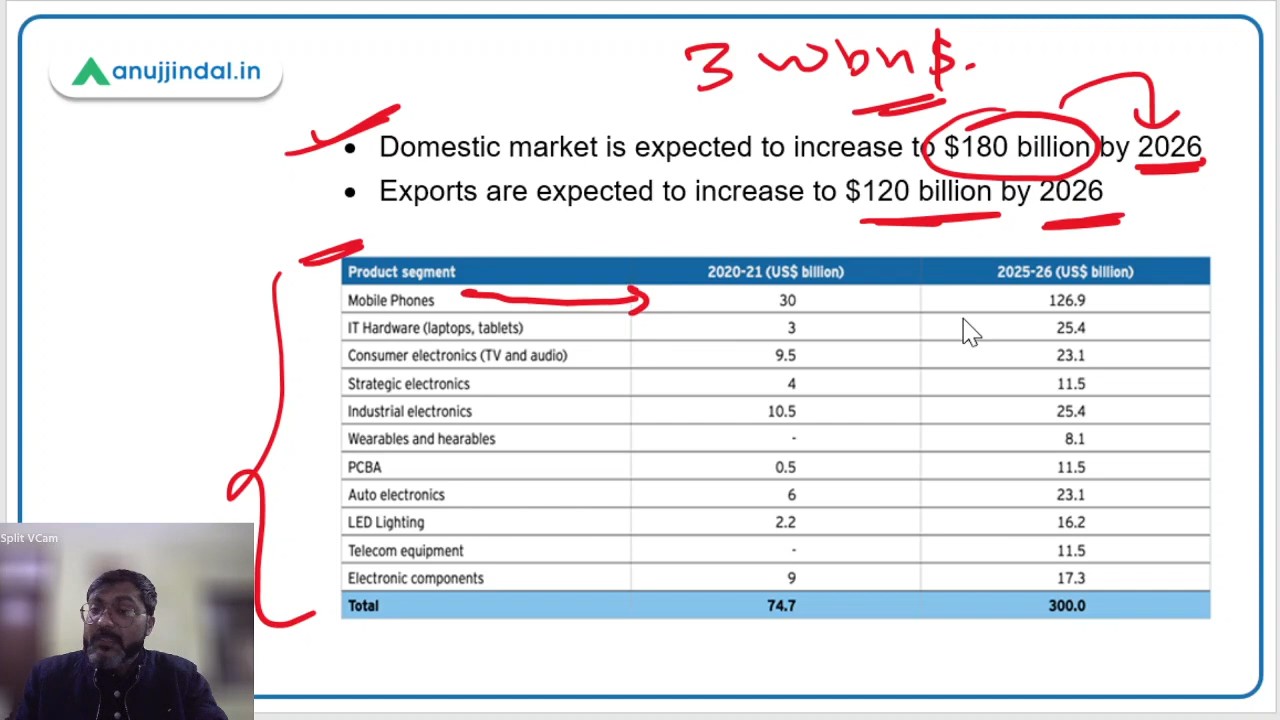 anujjindal.in
3 wbn $.
• Domestic market is expected to increase to $180 billion by 2026
• Exports are expected to increase to $120 billion by 2026
Product segment 2020-21 (US$ billion) 2025-26 (US$ billion)
Mobile Phones 30 126.9
IT Hardware (laptops, tablets) 3 25.4
Consumer electronics (TV and audio) 9.5 23.1
Strategic electronics 4 11.5
Industrial electronics 10.5 25.4
Wearables and hearables - 8.1
PCBA 0.5 11.5
Auto electronics 6 23.1
LED Lighting 2.2 16.2
Telecom equipment - 11.5
Electronic components 9 17.3
Total 74.7 300.0
Split VCam